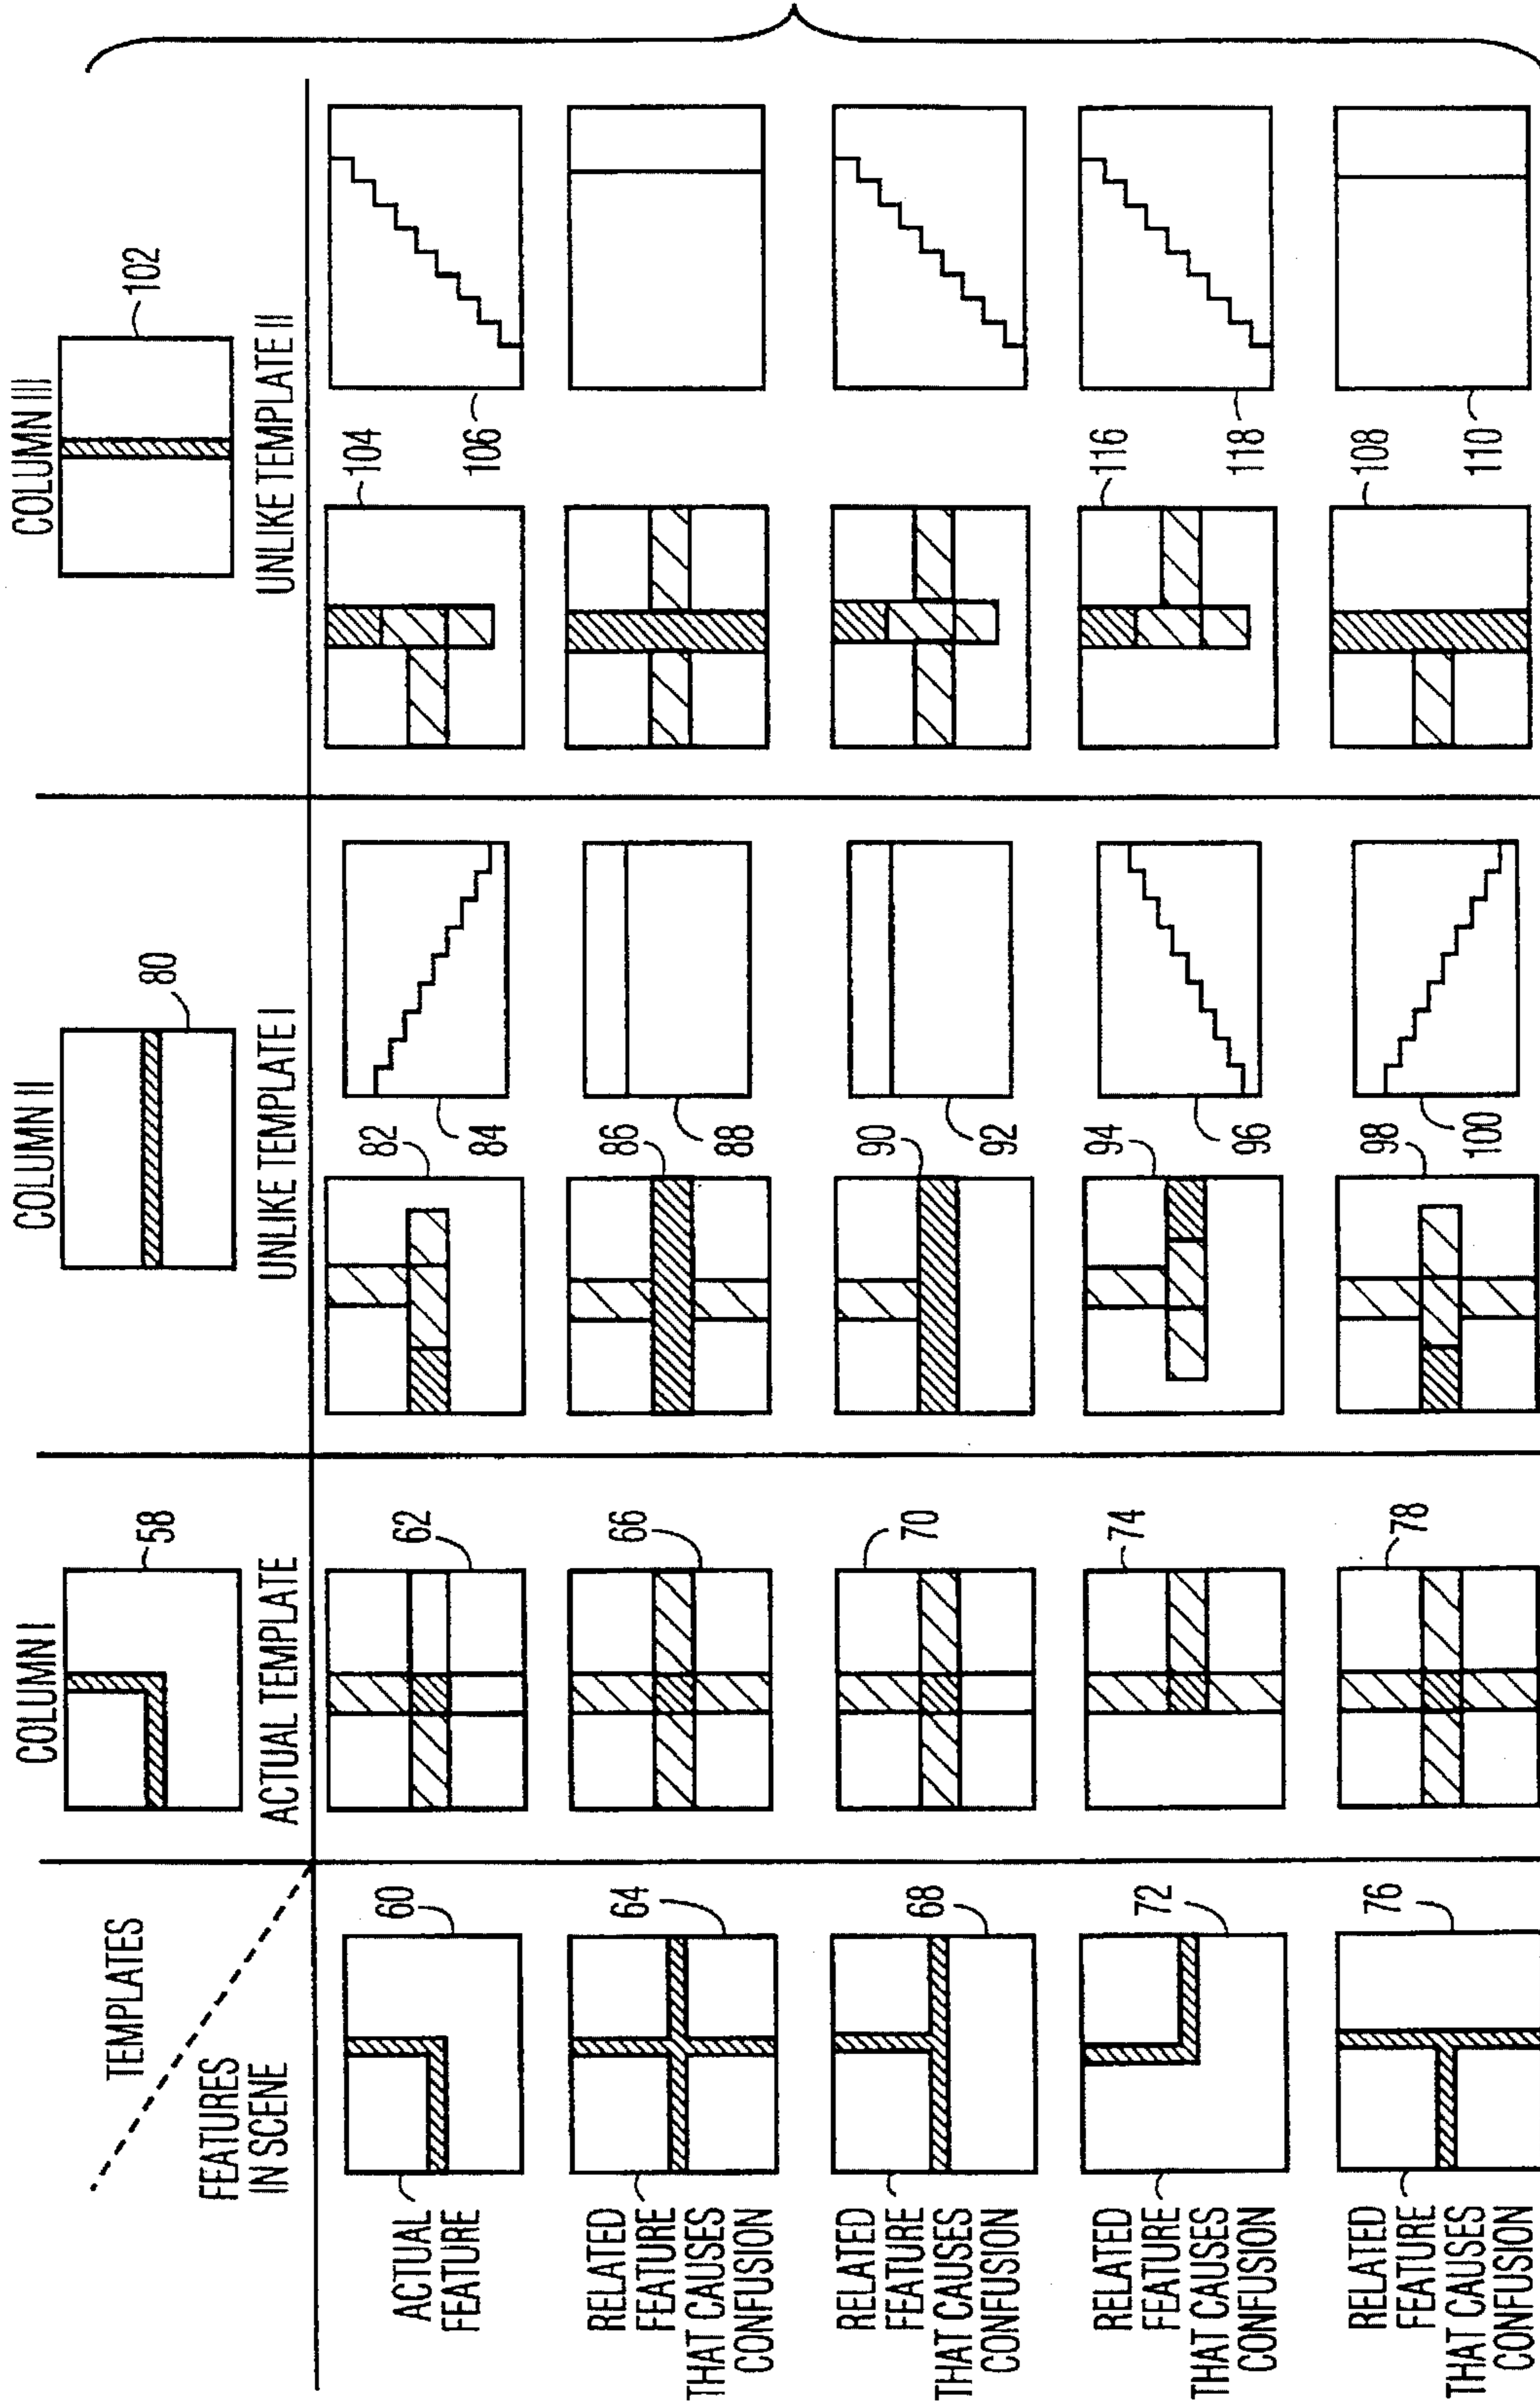 TEMPLATES
FEATURES
IN SCENE
COLUMN I
58
ACTUAL TEMPLATE
COLUMN II
80
UNLIKE TEMPLATE I
COLUMN III
102
UNLIKE TEMPLATE II
ACTUAL
FEATURE
60
62
82
84
104
106
RELATED
FEATURE
THAT CAUSES
CONFUSION
64
66
86
88
RELATED
FEATURE
THAT CAUSES
CONFUSION
68
70
90
92
RELATED
FEATURE
THAT CAUSES
CONFUSION
72
74
94
96
116
118
RELATED
FEATURE
THAT CAUSES
CONFUSION
76
78
98
100
108
110